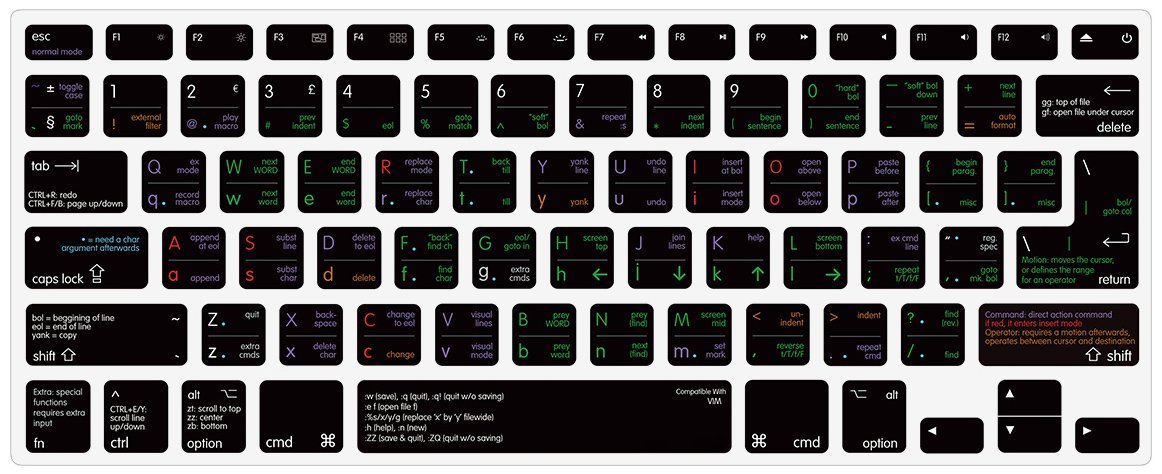 esc
normal mode
F1
F2
F3
F4
F5
F6
F7
F8
F9
F10
F11
F12
~ ± toggle
case
` § goto
mark
1
! external
filter
2 €
@ • play
macro
3 £
# prev
indent
4
$ eol
5
% goto
match
6
^ "soft"
bol
7
& repeat
:s
8
* next
indent
9
( begin
sentence
0 "hard"
bol
) end
sentence
— "soft" bol
down
- prev
line
+ next
line
= auto
format
←
gg: top of file
gf: open file under cursor
delete
tab →|
CTRL+R: redo
CTRL+F/B: page up/down
Q ex
mode
q• record
macro
W next
WORD
w next
word
E end
WORD
e end
word
R replace
mode
r• replace
char
T• back
till
t• till
Y yank
line
y yank
U undo
line
u undo
I insert
at bol
i insert
mode
O open
above
o open
below
P paste
before
p paste
after
{ begin
parag.
[• misc
} end
parag.
]• misc
\
| bol/
goto col
• • = need a char
argument afterwards
caps lock
A append
at eol
a append
S subst
line
s subst
char
D delete
to eol
d delete
F• "back"
find ch
f• find
char
G eol/
goto ln
g• extra
cmds
H screen
top
h ←
J join
lines
j ↓
K help
k ↑
L screen
bottom
l →
: ex cmd
line
; repeat
t/T/f/F
"• reg.
spec
'• goto
mk. bol
\ |
Motion: moves the cursor,
or defines the range
for an operator
return
bol = beggining of line
eol = end of line
yank = copy
~
shift
`
Z• quit
z• extra
cmds
X back-
space
x delete
char
C change
to eol
c change
V visual
lines
v visual
mode
B prev
WORD
b prev
word
N prev
(find)
n next
(find)
M screen
mid
m• set
mark
< un-
indent
, reverse
t/T/f/F
> indent
. • repeat
cmd
?• find
(rev.)
/• find
Command: direct action command
if red, it enters insert mode
Operator: requires a motion afterwards,
operates between cursor and destination
shift
Extra: special
functions
requires extra
input
fn
^
CTRL+E/Y:
scroll line
up/down
ctrl
alt ⌥
zt: scroll to top
zz: center
zb: bottom
option
cmd ⌘
:w (save), :q (quit), :q! (quit w/o saving)
:e f (open file f)
:%s/x/y/g (replace 'x' by 'y' filewide)
:h (help), :n (new)
:ZZ (save & quit), :ZQ (quit w/o saving)
Compatible With
VIM
⌘ cmd
⌥ alt
option
◀
▲
▼
▶